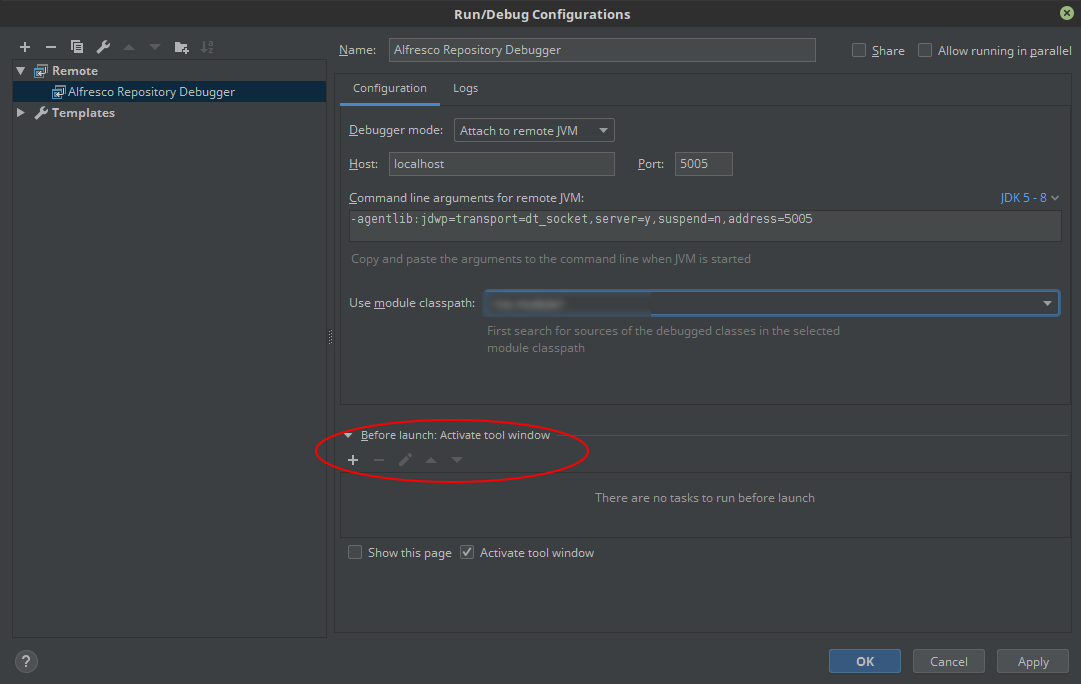 Run/Debug Configurations
Name: Alfresco Repository Debugger Share Allow running in parallel
Remote
Alfresco Repository Debugger
Templates
Configuration Logs
Debugger mode: Attach to remote JVM
Host: localhost Port: 5005
Command line arguments for remote JVM: JDK 5 - 8
-agentlib:jdwp=transport=dt_socket,server=y,suspend=n,address=5005
Copy and paste the arguments to the command line when JVM is started
Use module classpath:
First search for sources of the debugged classes in the selected
module classpath
Before launch: Activate tool window
There are no tasks to run before launch
Show this page Activate tool window
? OK Cancel Apply